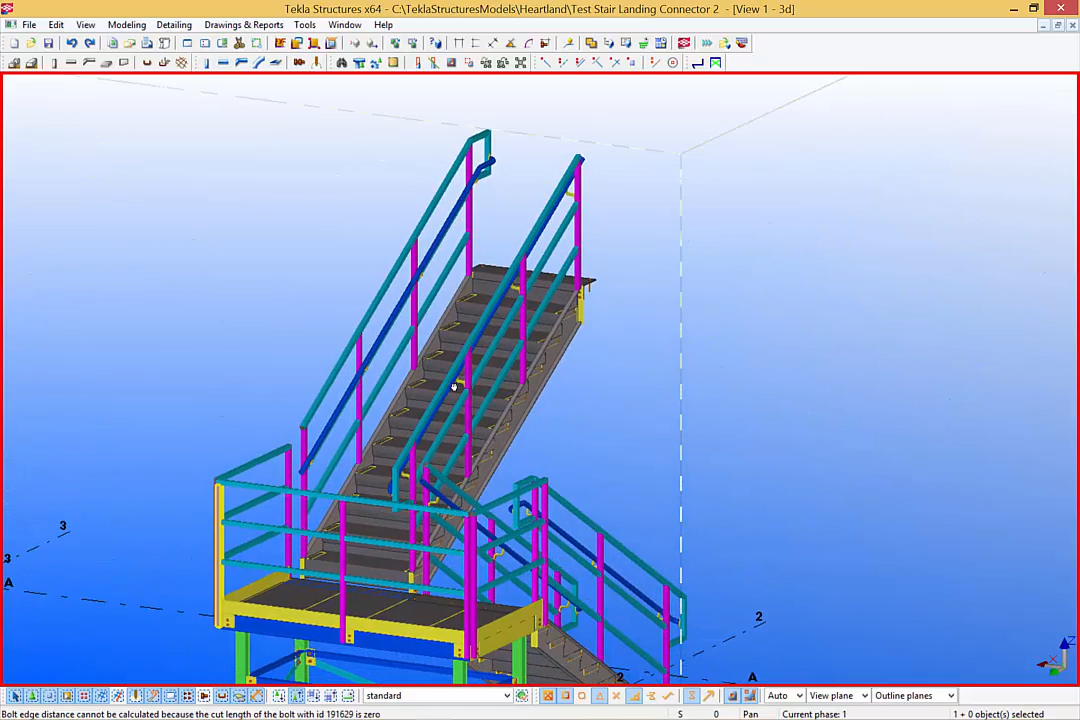 Tekla Structures x64 - C:\TeklaStructuresModels\Heartland\Test Stair Landing Connector 2 - [View 1 - 3d]
File Edit View Modeling Detailing Drawings & Reports Tools Window Help
3
3
A
2
2
A
Z
standard
Auto
View plane
Outline planes
Bolt edge distance cannot be calculated because the cut length of the bolt with id 191629 is zero
S 0 Pan Current phase: 1 1 + 0 object(s) selected